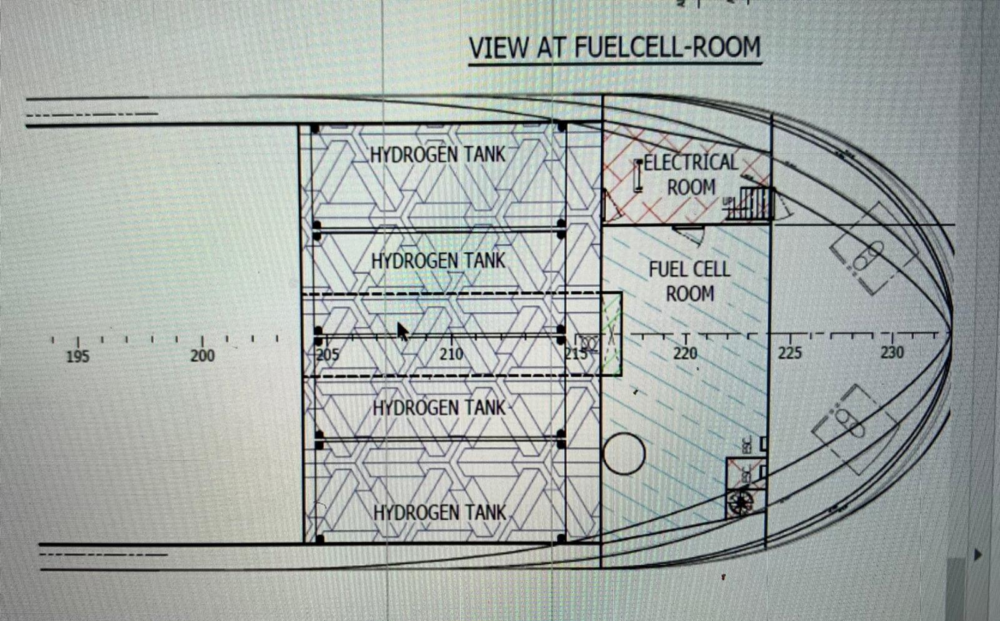 VIEW AT FUELCELL-ROOM
HYDROGEN TANK
ELECTRICAL
ROOM
UP!
HYDROGEN TANK
FUEL CELL
ROOM
195
200
205
210
215
220
225
230
HYDROGEN TANK
ESC
ESC
HYDROGEN TANK